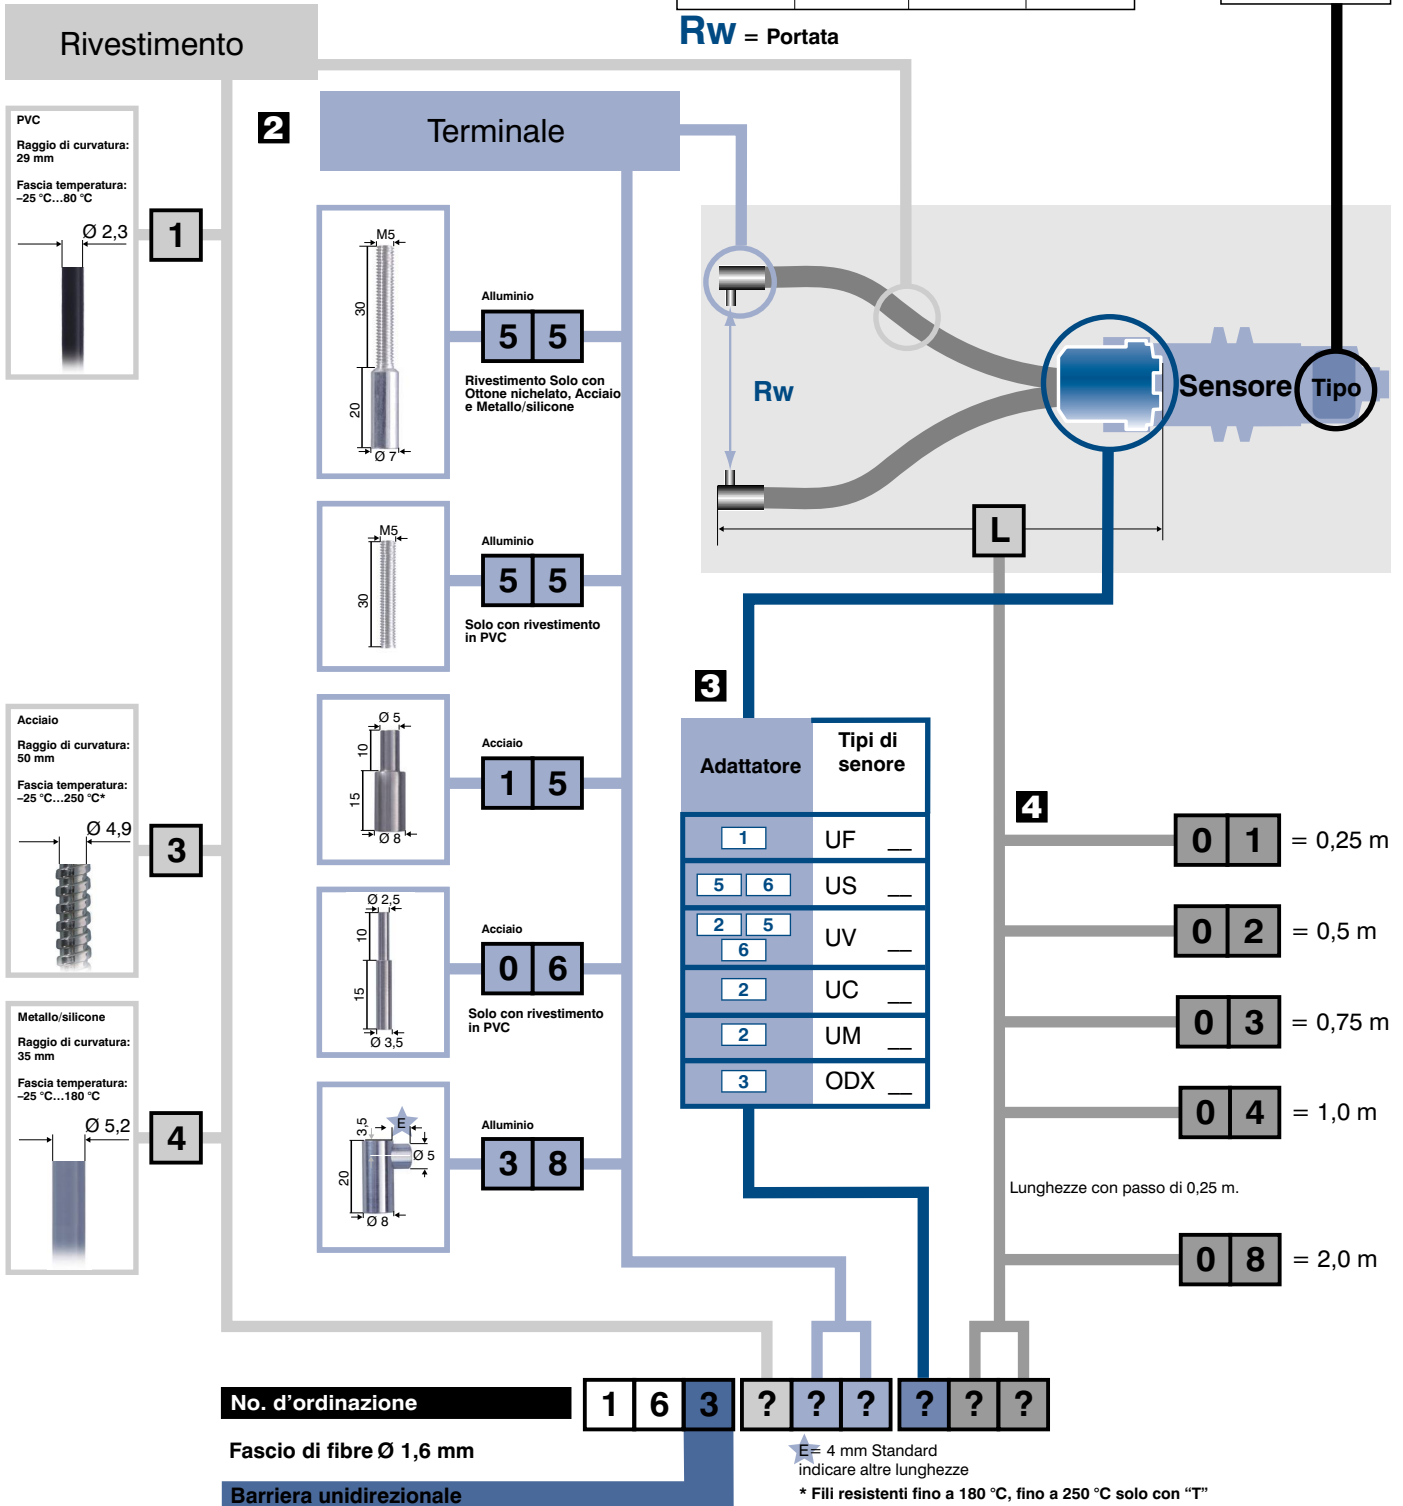 Rw = Portata
Rivestimento
PVC
Raggio di curvatura:
29 mm
Fascia temperatura:
–25 °C...80 °C
Ø 2,3
1
Acciaio
Raggio di curvatura:
50 mm
Fascia temperatura:
–25 °C...250 °C*
Ø 4,9
3
Metallo/silicone
Raggio di curvatura:
35 mm
Fascia temperatura:
–25 °C...180 °C
Ø 5,2
4
2
Terminale
M5
30
20
Ø 7
Alluminio
5 5
Rivestimento Solo con
Ottone nichelato, Acciaio
e Metallo/silicone
M5
30
Alluminio
5 5
Solo con rivestimento
in PVC
Ø 5
10
15
Ø 8
Acciaio
1 5
Ø 2,5
10
15
Ø 3,5
Acciaio
0 6
Solo con rivestimento
in PVC
3,5
E
Ø 5
20
Ø 8
Alluminio
3 8
Rw
Sensore
Tipo
L
3
Adattatore
Tipi di
senore
1 UF __
5 6 US __
2 5 6 UV __
2 UC __
2 UM __
3 ODX __
4
0 1 = 0,25 m
0 2 = 0,5 m
0 3 = 0,75 m
0 4 = 1,0 m
Lunghezze con passo di 0,25 m.
0 8 = 2,0 m
No. d'ordinazione
1 6 3 ? ? ? ? ? ?
Fascio di fibre Ø 1,6 mm
Barriera unidirezionale
E= 4 mm Standard
indicare altre lunghezze
* Fili resistenti fino a 180 °C, fino a 250 °C solo con “T”